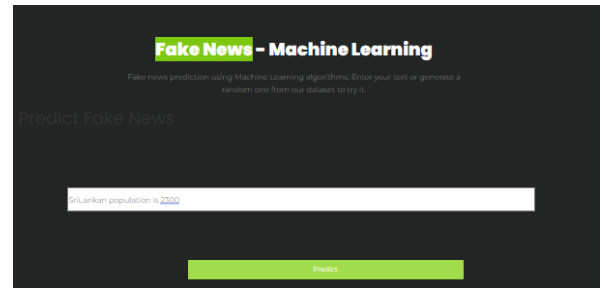 Fake News - Machine Learning
Fake news prediction using Machine Learning algorithms. Enter your text or generate a
random one from our dataset to try it.
Predict Fake News
SriLankan population is 2300
Predict